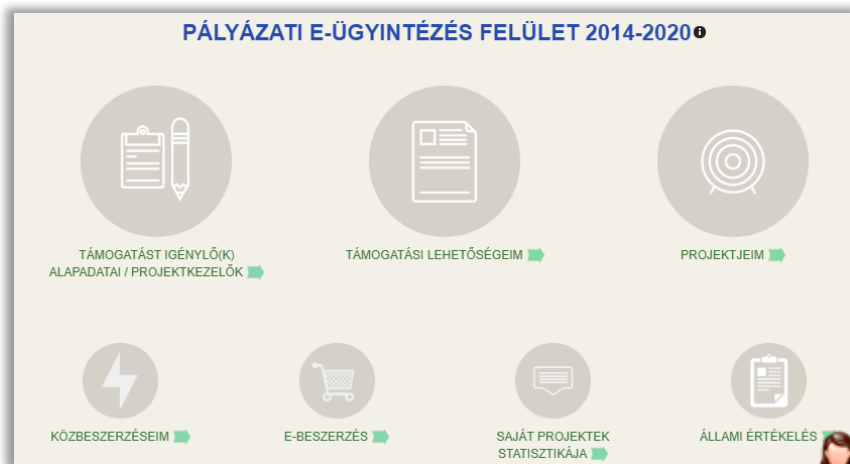 PÁLYÁZATI E-ÜGYINTÉZÉS FELÜLET 2014-2020
TÁMOGATÁST IGÉNYLŐ(K)
ALAPADATAI / PROJEKTKEZELŐK
TÁMOGATÁSI LEHETŐSÉGEIM
PROJEKTJEIM
KÖZBESZERZÉSEIM
E-BESZERZÉS
SAJÁT PROJEKTEK
STATISZTIKÁJA
ÁLLAMI ÉRTÉKELÉS